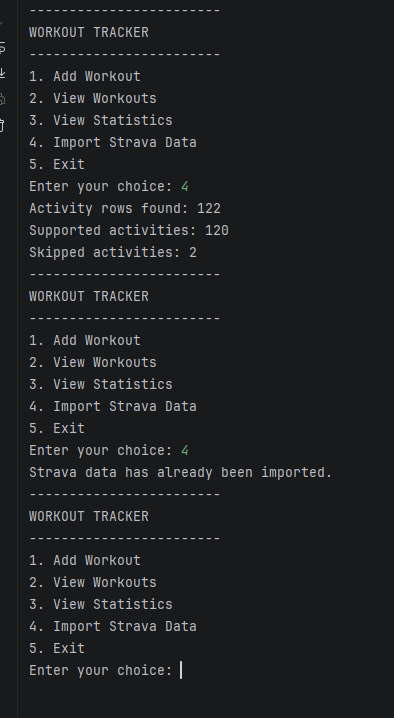 ------------------------
WORKOUT TRACKER
------------------------
1. Add Workout
2. View Workouts
3. View Statistics
4. Import Strava Data
5. Exit
Enter your choice: 4
Activity rows found: 122
Supported activities: 120
Skipped activities: 2
------------------------
WORKOUT TRACKER
------------------------
1. Add Workout
2. View Workouts
3. View Statistics
4. Import Strava Data
5. Exit
Enter your choice: 4
Strava data has already been imported.
------------------------
WORKOUT TRACKER
------------------------
1. Add Workout
2. View Workouts
3. View Statistics
4. Import Strava Data
5. Exit
Enter your choice: